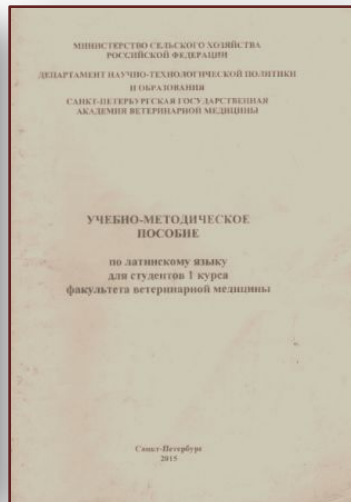 МИНИСТЕРСТВО СЕЛЬСКОГО ХОЗЯЙСТВА
РОССИЙСКОЙ ФЕДЕРАЦИИ
ДЕПАРТАМЕНТ НАУЧНО-ТЕХНОЛОГИЧЕСКОЙ ПОЛИТИКИ
И ОБРАЗОВАНИЯ
САНКТ-ПЕТЕРБУРГСКАЯ ГОСУДАРСТВЕННАЯ
АКАДЕМИЯ ВЕТЕРИНАРНОЙ МЕДИЦИНЫ
УЧЕБНО-МЕТОДИЧЕСКОЕ
ПОСОБИЕ
по латинскому языку
для студентов 1 курса
факультета ветеринарной медицины
Санкт-Петербург
2015